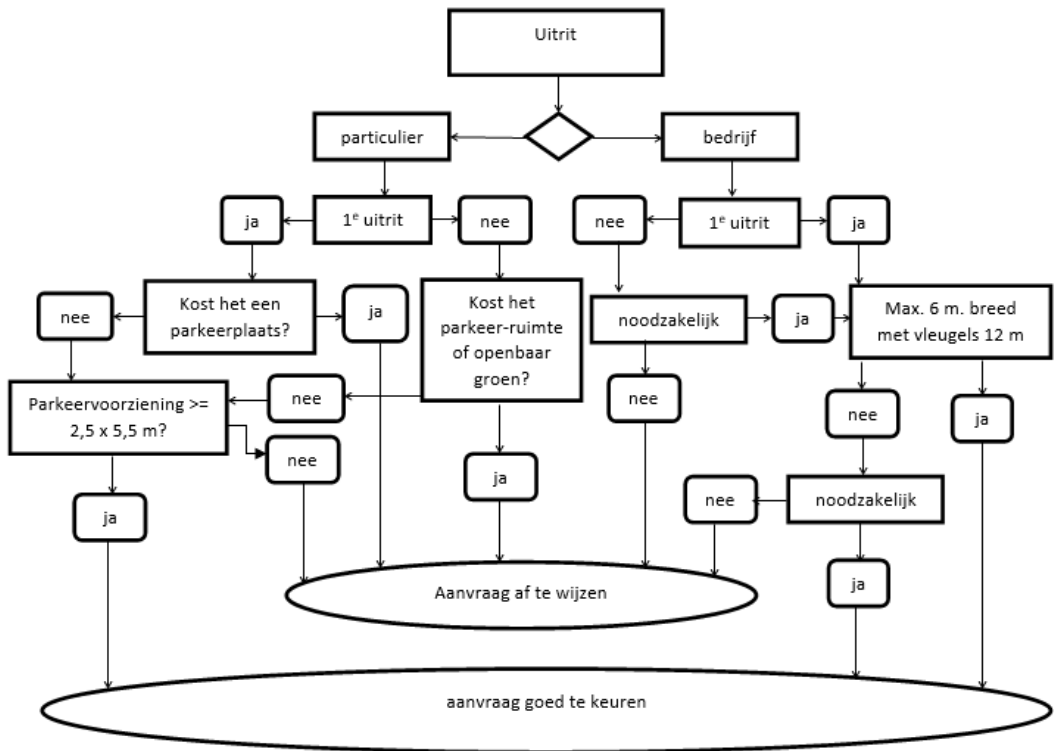 Uitrit
particulier
bedrijf
ja
1e uitrit
nee
nee
1e uitrit
ja
nee
Kost het een
parkeerplaats?
ja
Kost het
parkeer-ruimte
of openbaar
groen?
noodzakelijk
ja
Max. 6 m. breed
met vleugels 12 m
Parkeervoorziening >=
2,5 x 5,5 m?
nee
nee
nee
ja
nee
ja
ja
nee
noodzakelijk
ja
Aanvraag af te wijzen
aanvraag goed te keuren